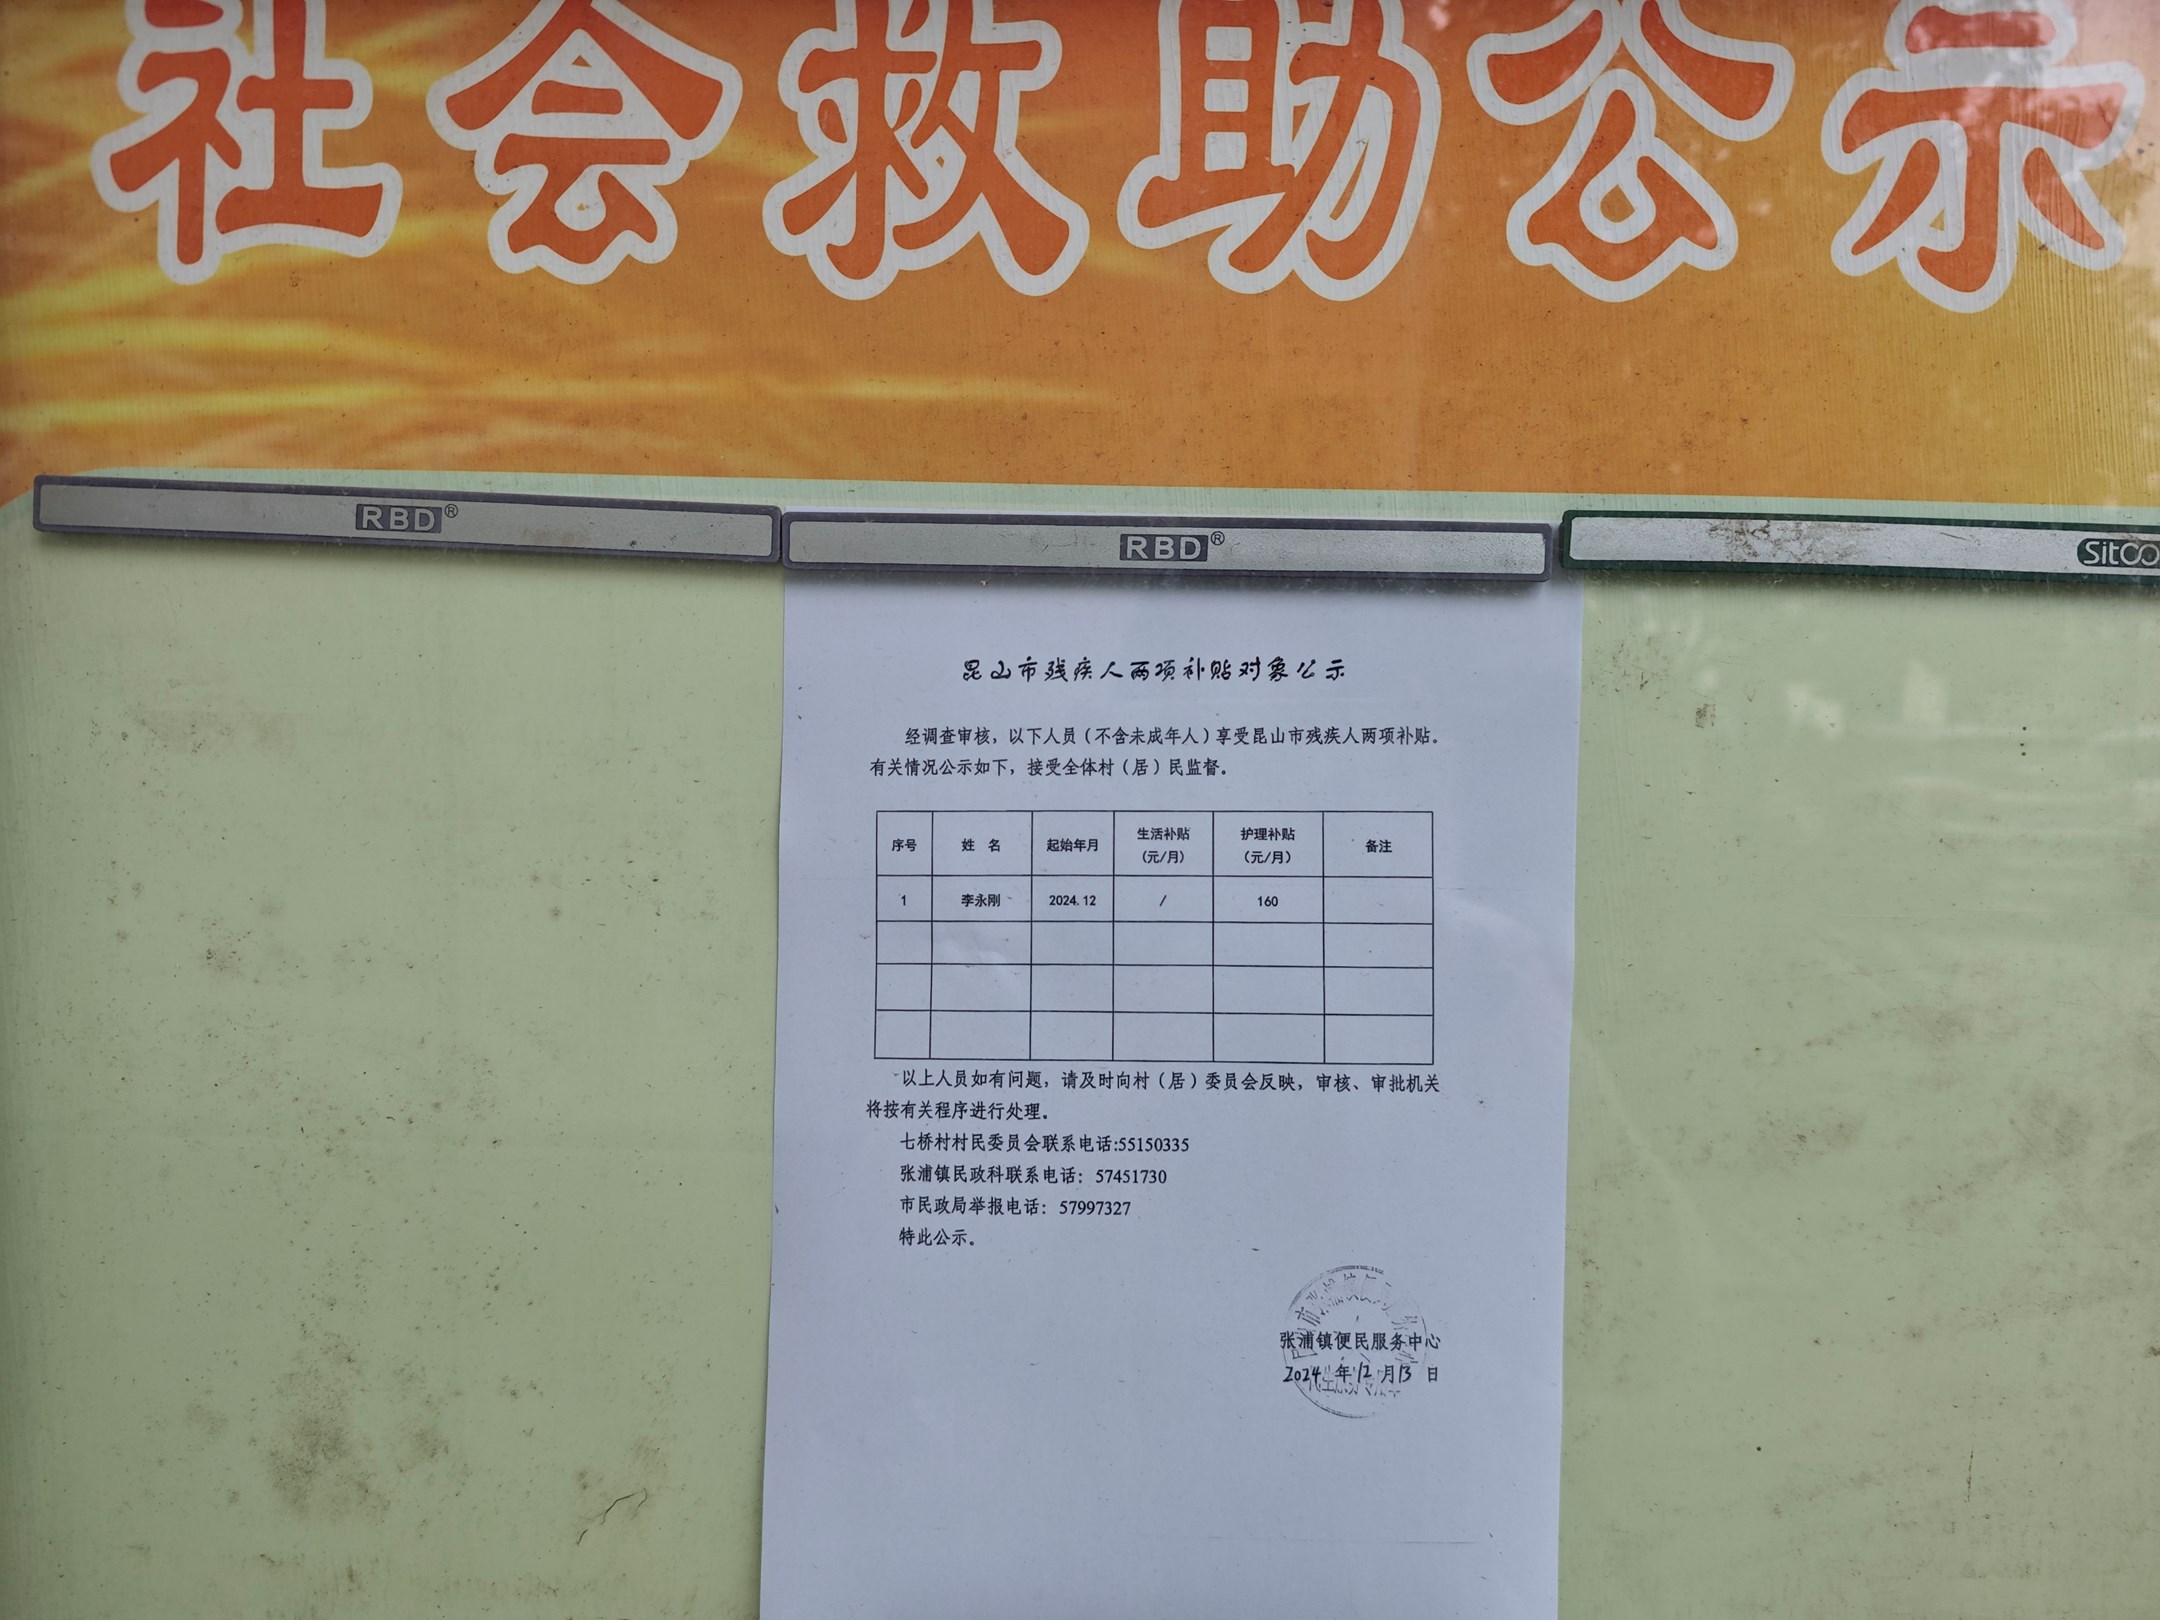 社会救助公示
RBD®
RBD®
Sitoo
昆山市残疾人两项补贴对象公示
经调查审核，以下人员（不含未成年人）享受昆山市残疾人两项补贴。
有关情况公示如下，接受全体村（居）民监督。
序号 姓 名 起始年月 生活补贴（元/月） 护理补贴（元/月） 备注
1 李永刚 2024.12 / 160
以上人员如有问题，请及时向村（居）委员会反映，审核、审批机关
将按有关程序进行处理。
七桥村村民委员会联系电话:55150335
张浦镇民政科联系电话：57451730
市民政局举报电话：57997327
特此公示。
张浦镇便民服务中心
2024 年 12 月 13 日